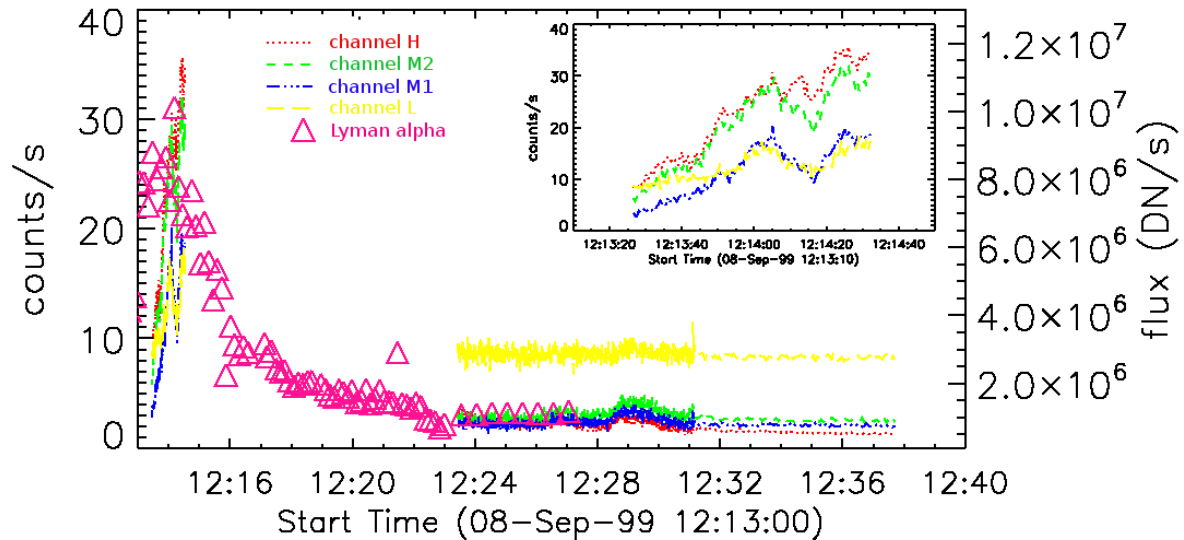 40
30
20
10
0
counts/s
channel H
channel M2
channel M1
channel L
Lyman alpha
40
30
20
10
0
counts/s
12:13:20 12:13:40 12:14:00 12:14:20 12:14:40
Start Time (08-Sep-99 12:13:10)
1.2×10^7
1.0×10^7
8.0×10^6
6.0×10^6
4.0×10^6
2.0×10^6
flux (DN/s)
12:16 12:20 12:24 12:28 12:32 12:36 12:40
Start Time (08-Sep-99 12:13:00)